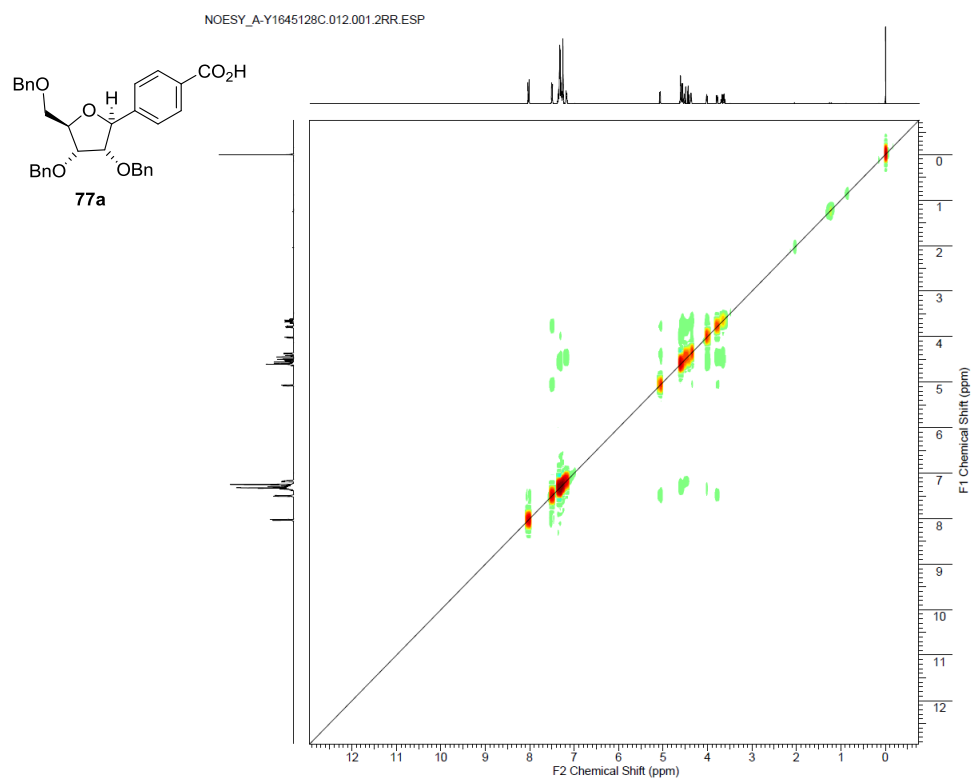 NOESY_A-Y1645128C.012.001.2RR.ESP
CO₂H
BnO
O
H
BnO
OBn
77a
0
1
2
3
4
5
6
7
8
9
10
11
12
F1 Chemical Shift (ppm)
12 11 10 9 8 7 6 5 4 3 2 1 0
F2 Chemical Shift (ppm)